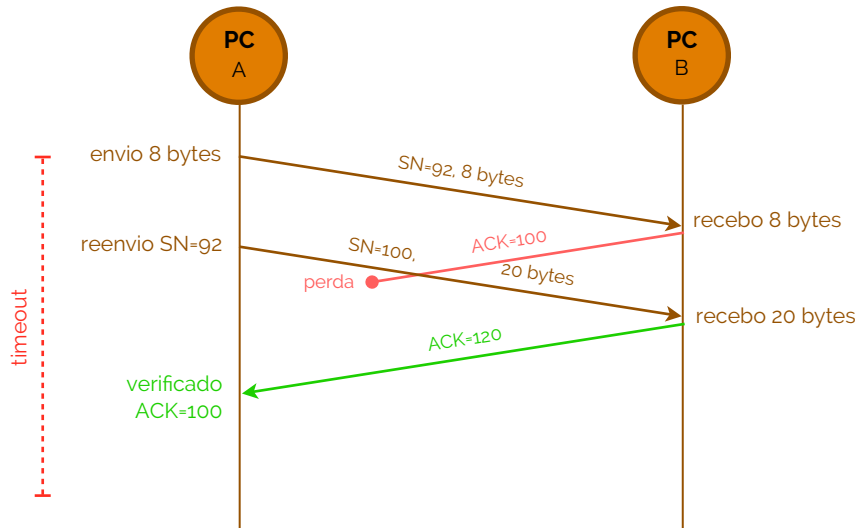 PC
A
PC
B
envio 8 bytes
SN=92, 8 bytes
recebo 8 bytes
reenvio SN=92
SN=100,
20 bytes
ACK=100
perda
recebo 20 bytes
ACK=120
verificado
ACK=100
timeout